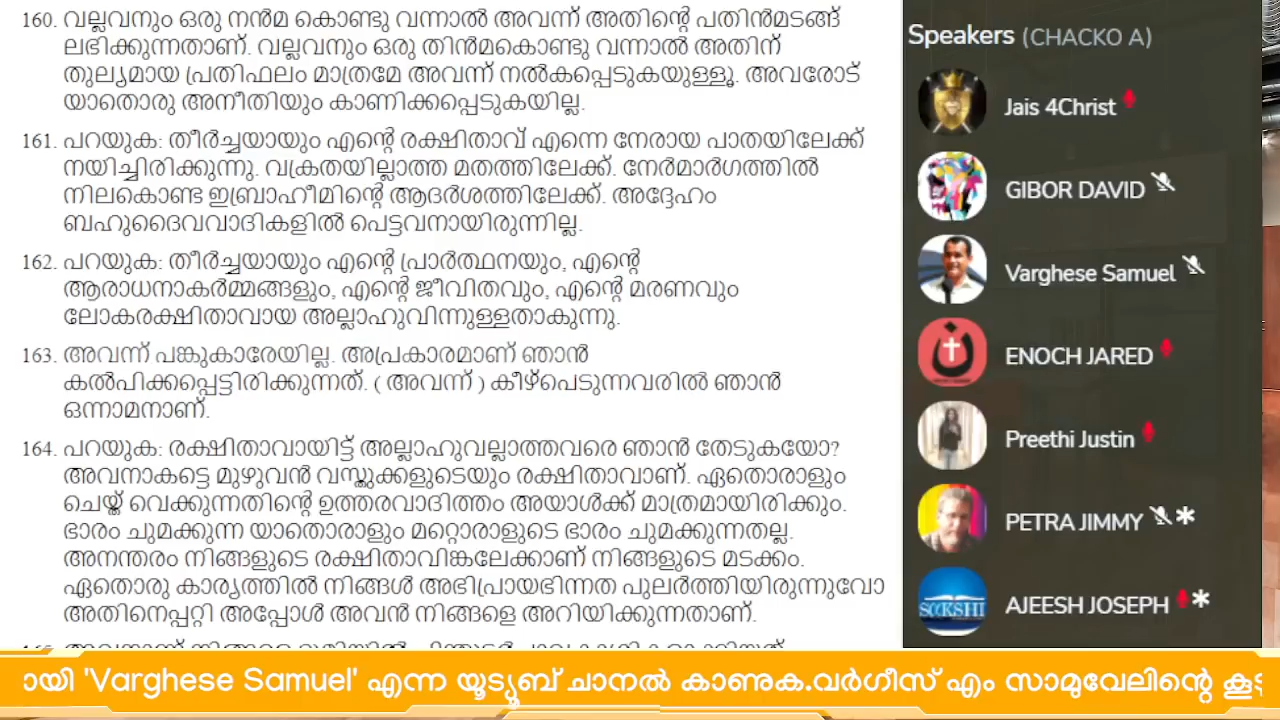 160. വല്ലവനും ഒരു നൻമ കൊണ്ടു വന്നാൽ അവന്ന് അതിന്റെ പതിൻമടങ്ങ്
ലഭിക്കുന്നതാണ്. വല്ലവനും ഒരു തിൻമകൊണ്ടു വന്നാൽ അതിന്
തുല്യമായ പ്രതിഫലം മാത്രമേ അവന്ന് നൽകപ്പെടുകയുള്ളൂ. അവരോട്
യാതൊരു അനീതിയും കാണിക്കപ്പെടുകയില്ല.
161. പറയുക: തീർച്ചയായും എന്റെ രക്ഷിതാവ് എന്നെ നേരായ പാതയിലേക്ക്
നയിച്ചിരിക്കുന്നു. വക്രതയില്ലാത്ത മതത്തിലേക്ക്. നേർമാർഗത്തിൽ
നിലകൊണ്ട ഇബ്രാഹീമിന്റെ ആദർശത്തിലേക്ക്. അദ്ദേഹം
ബഹുദൈവവാദികളിൽ പെട്ടവനായിരുന്നില്ല.
162. പറയുക: തീർച്ചയായും എന്റെ പ്രാർത്ഥനയും, എന്റെ
ആരാധനാകർമ്മങ്ങളും, എന്റെ ജീവിതവും, എന്റെ മരണവും
ലോകരക്ഷിതാവായ അല്ലാഹുവിന്നുള്ളതാകുന്നു.
163. അവന്ന് പങ്കുകാരേയില്ല. അപ്രകാരമാണ് ഞാൻ
കൽപിക്കപ്പെട്ടിരിക്കുന്നത്. ( അവന്ന് ) കീഴ്പെടുന്നവരിൽ ഞാൻ
ഒന്നാമനാണ്.
164. പറയുക: രക്ഷിതാവായിട്ട് അല്ലാഹുവല്ലാത്തവരെ ഞാൻ തേടുകയോ?
അവനാകട്ടെ മുഴുവൻ വസ്തുക്കളുടെയും രക്ഷിതാവാണ്. ഏതൊരാളും
ചെയ്ത് വെക്കുന്നതിന്റെ ഉത്തരവാദിത്തം അയാൾക്ക് മാത്രമായിരിക്കും.
ഭാരം ചുമക്കുന്ന യാതൊരാളും മറ്റൊരാളുടെ ഭാരം ചുമക്കുന്നതല്ല.
അനന്തരം നിങ്ങളുടെ രക്ഷിതാവിങ്കലേക്കാണ് നിങ്ങളുടെ മടക്കം.
ഏതൊരു കാര്യത്തിൽ നിങ്ങൾ അഭിപ്രായഭിന്നത പുലർത്തിയിരുന്നുവോ
അതിനെപ്പറ്റി അപ്പോൾ അവൻ നിങ്ങളെ അറിയിക്കുന്നതാണ്.
Speakers (CHACKO A)
Jais 4Christ
GIBOR DAVID
Varghese Samuel
ENOCH JARED
Preethi Justin
PETRA JIMMY *
SAKSHI AJEESH JOSEPH *
ായി 'Varghese Samuel' എന്ന യൂട്യൂബ് ചാനൽ കാണുക.വർഗീസ് എം സാമുവേലിന്റെ കൂട